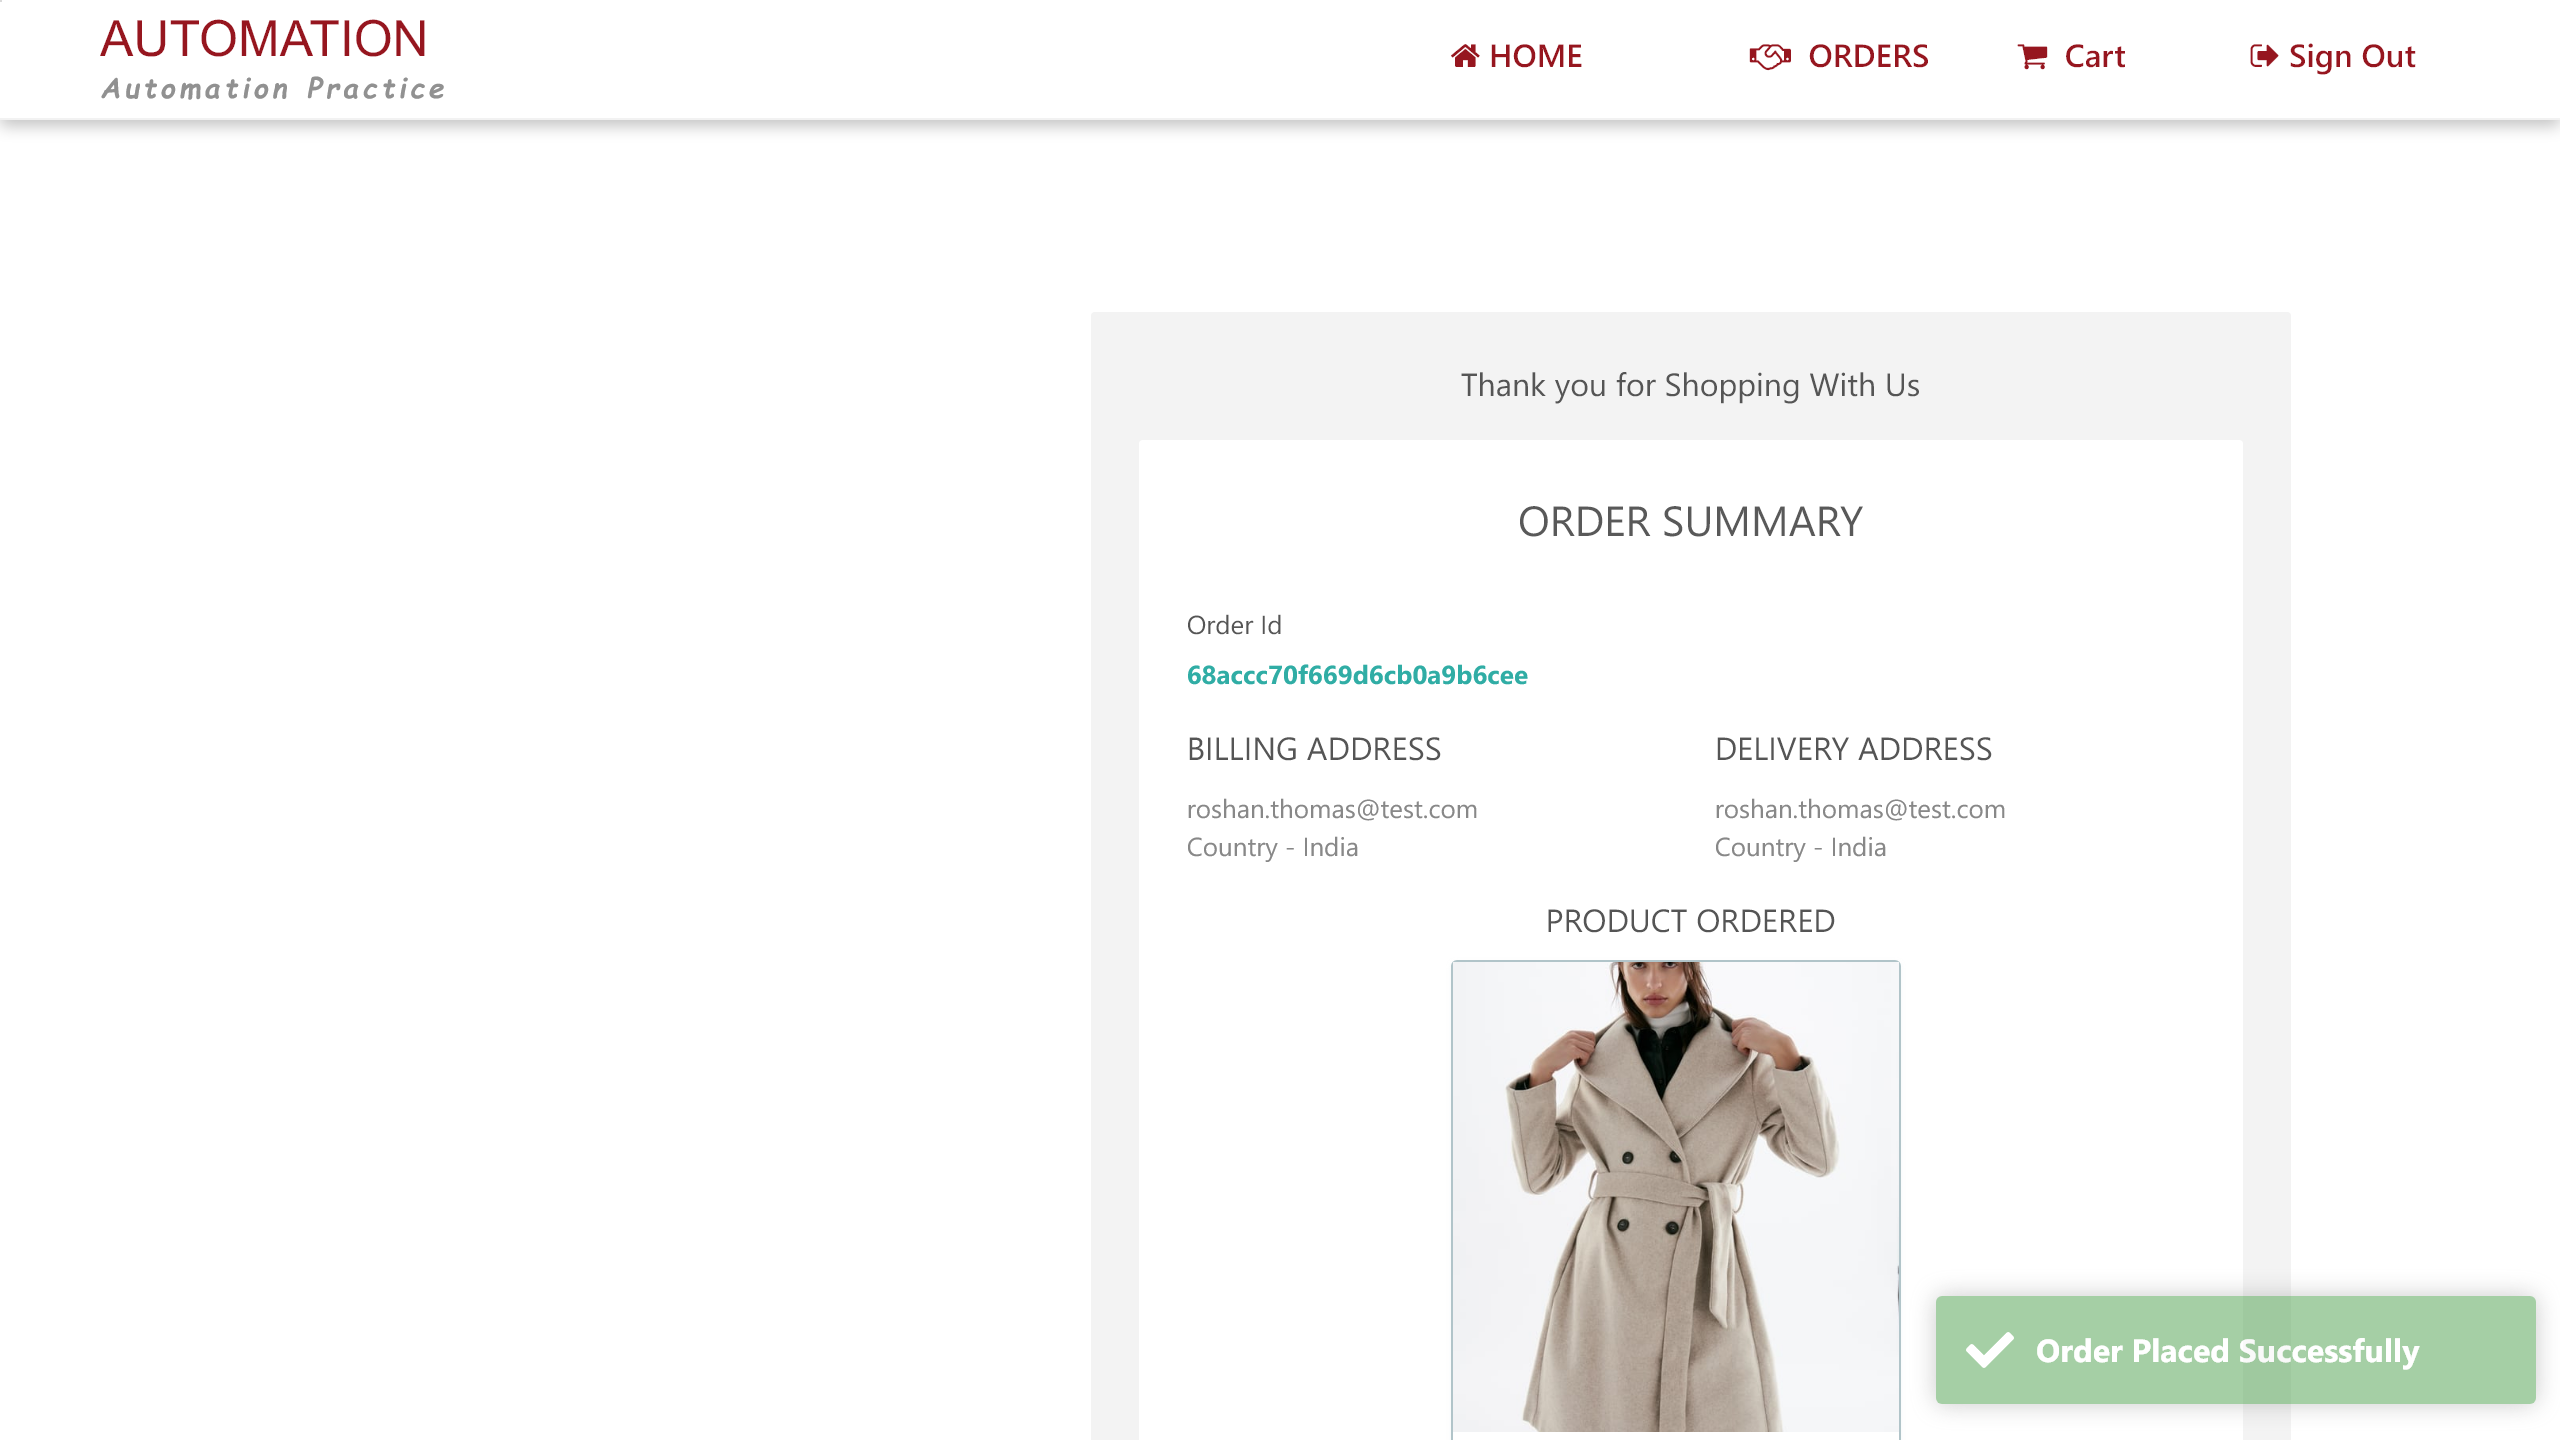 AUTOMATION
Automation Practice
HOME
ORDERS
Cart
Sign Out
Thank you for Shopping With Us
ORDER SUMMARY
Order Id
68accc70f669d6cb0a9b6cee
BILLING ADDRESS
roshan.thomas@test.com
Country - India
DELIVERY ADDRESS
roshan.thomas@test.com
Country - India
PRODUCT ORDERED
Order Placed Successfully